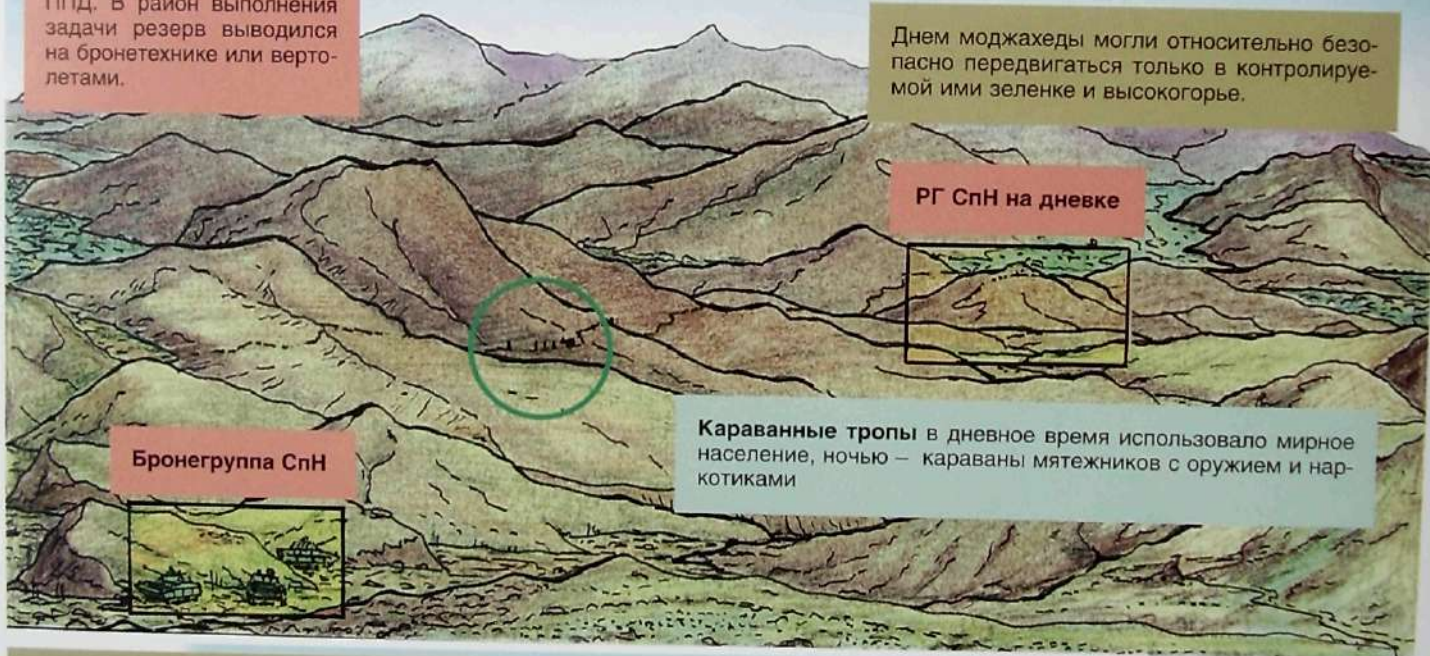 ППД. В район выполнения
задачи резерв выводился
на бронетехнике или верто-
летами.
Днем моджахеды могли относительно безо-
пасно передвигаться только в контролируе-
мой ими зеленке и высокогорье.
РГ СпН на дневке
Караванные тропы в дневное время использовало мирное
население, ночью – караваны мятежников с оружием и нар-
котиками
Бронегруппа СпН